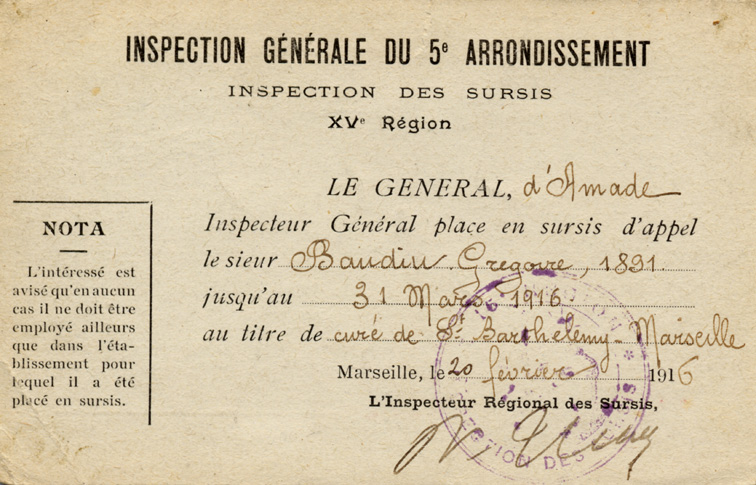 INSPECTION GÉNÉRALE DU 5e ARRONDISSEMENT
INSPECTION DES SURSIS
XVe Région
LE GENERAL, d'Amade
Inspecteur Général place en sursis d'appel
le sieur Baudin Gregoire, 1891
jusqu'au 31 Mars 1916
au titre de curé de St Barthélemy-Marseille
Marseille, le 20 février 1916
L'Inspecteur Régional des Sursis,
NOTA
L'intéressé est
avisé qu'en aucun
cas il ne doit être
employé ailleurs
que dans l'éta-
blissement pour
lequel il a été
placé en sursis.